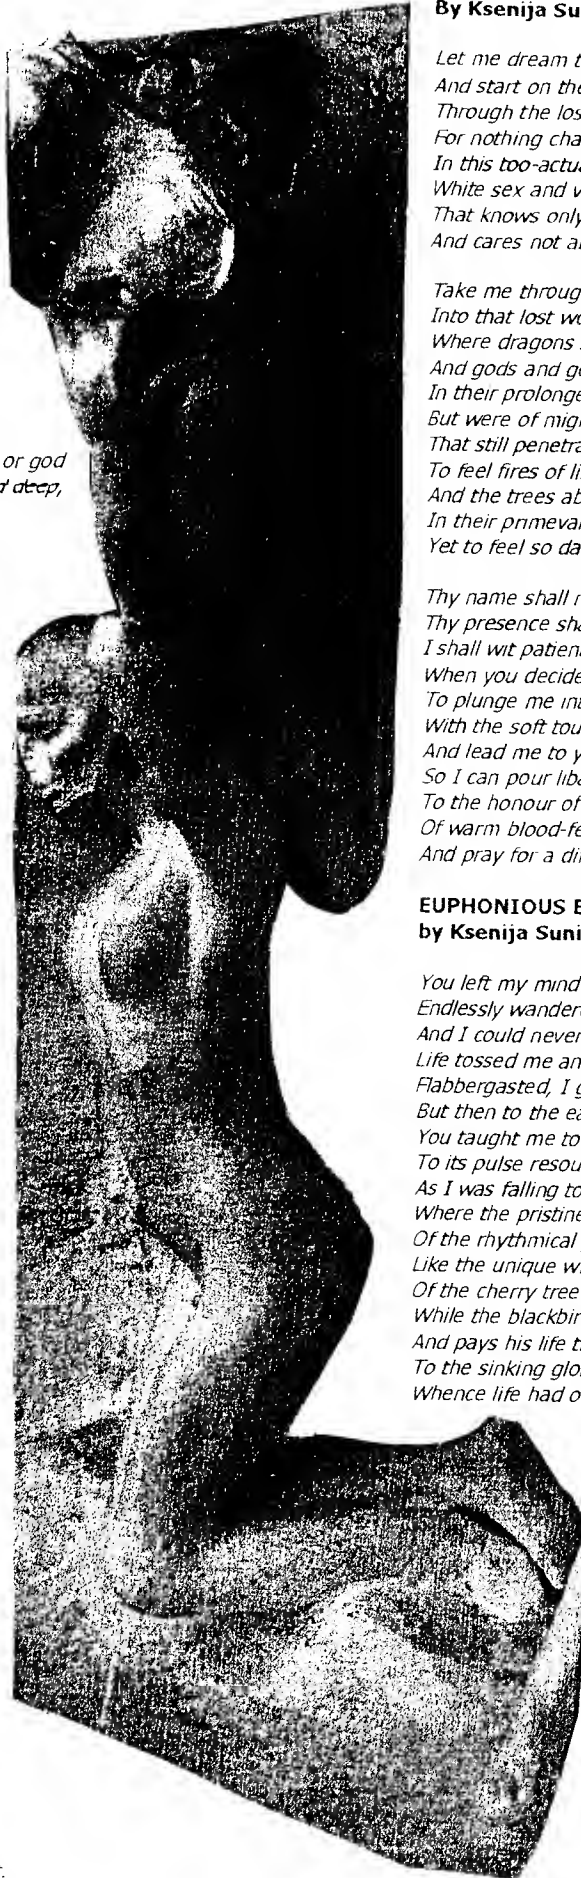 By Ksenija Su
Let me dream t
And start on the
Through the los
For nothing cha
In this too-actua
White sex and v
That knows only
And cares not a
Take me throug
Into that lost wo
Where dragons
And gods and go
In their prolonge
But were of migh
That still penetra
To feel fires of li
And the trees ab
In their primeval
Yet to feel so da
Thy name shall r
Thy presence sha
I shall wit patien
When you decide
To plunge me int
With the soft tou
And lead me to y
So I can pour liba
To the honour of
Of warm blood-fe
And pray for a di
EUPHONIOUS E
by Ksenija Suni
You left my mind
Endlessly wander
And I could never
Life tossed me an
Flabbergasted, I g
But then to the ea
You taught me to
To its pulse resou
As I was falling to
Where the pristine
Of the rhythmical
Like the unique w
Of the cherry tree
While the blackbir
And pays his life t
To the sinking glo
Whence life had o
or god
d deep,